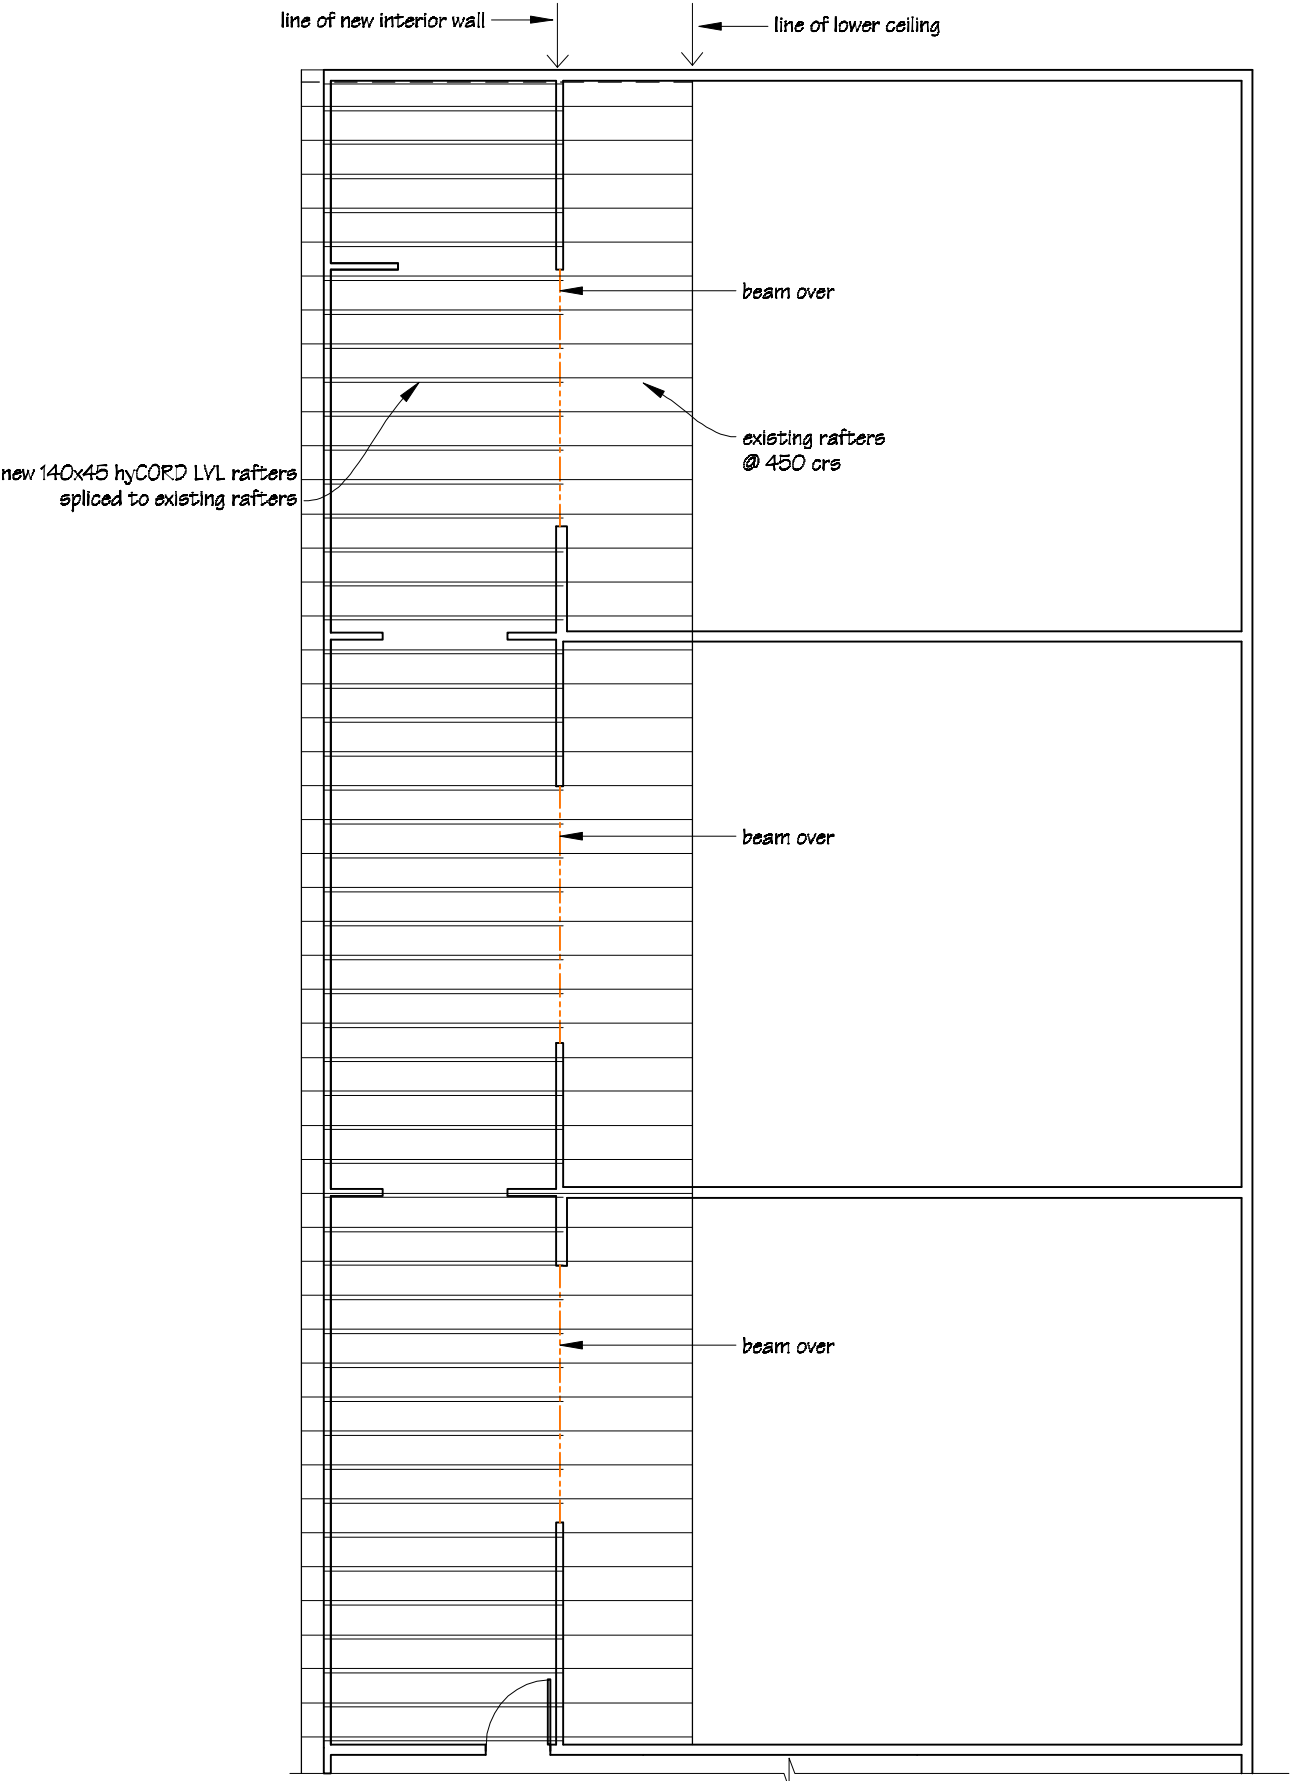 line of new interior wall
line of lower ceiling
beam over
existing rafters
@ 450 crs
new 140x45 hyCORD LVL rafters
spliced to existing rafters
beam over
beam over